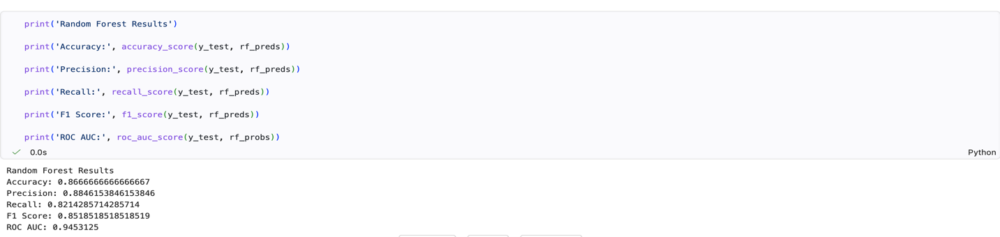 print('Random Forest Results')
print('Accuracy:', accuracy_score(y_test, rf_preds))
print('Precision:', precision_score(y_test, rf_preds))
print('Recall:', recall_score(y_test, rf_preds))
print('F1 Score:', f1_score(y_test, rf_preds))
print('ROC AUC:', roc_auc_score(y_test, rf_probs))
0.0s
Python
Random Forest Results
Accuracy: 0.8666666666666667
Precision: 0.8846153846153846
Recall: 0.8214285714285714
F1 Score: 0.8518518518518519
ROC AUC: 0.9453125